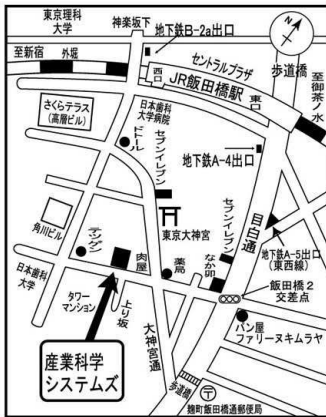 東京理科
大学
神楽坂下
地下鉄B-2a出口
N
至新宿
外堀
セントラルプラザ
西口
JR飯田橋駅
東口
歩道橋
至御茶ノ水
さくらテラス
(高層ビル)
日本歯科
大学病院
ドトール
セブンイレブン
地下鉄A-4出口
目白通
角川ビル
東京大神宮
セブンイレブン
地下鉄A-5出口
(東西線)
テンゲン
肉屋
薬局
なか卯
飯田橋2
交差点
日本歯科
大学
タワー
マンション
上り坂
大神宮通
パン屋
ファリーヌキムラヤ
産業科学
システムズ
歩道橋
麹町飯田橋通郵便局